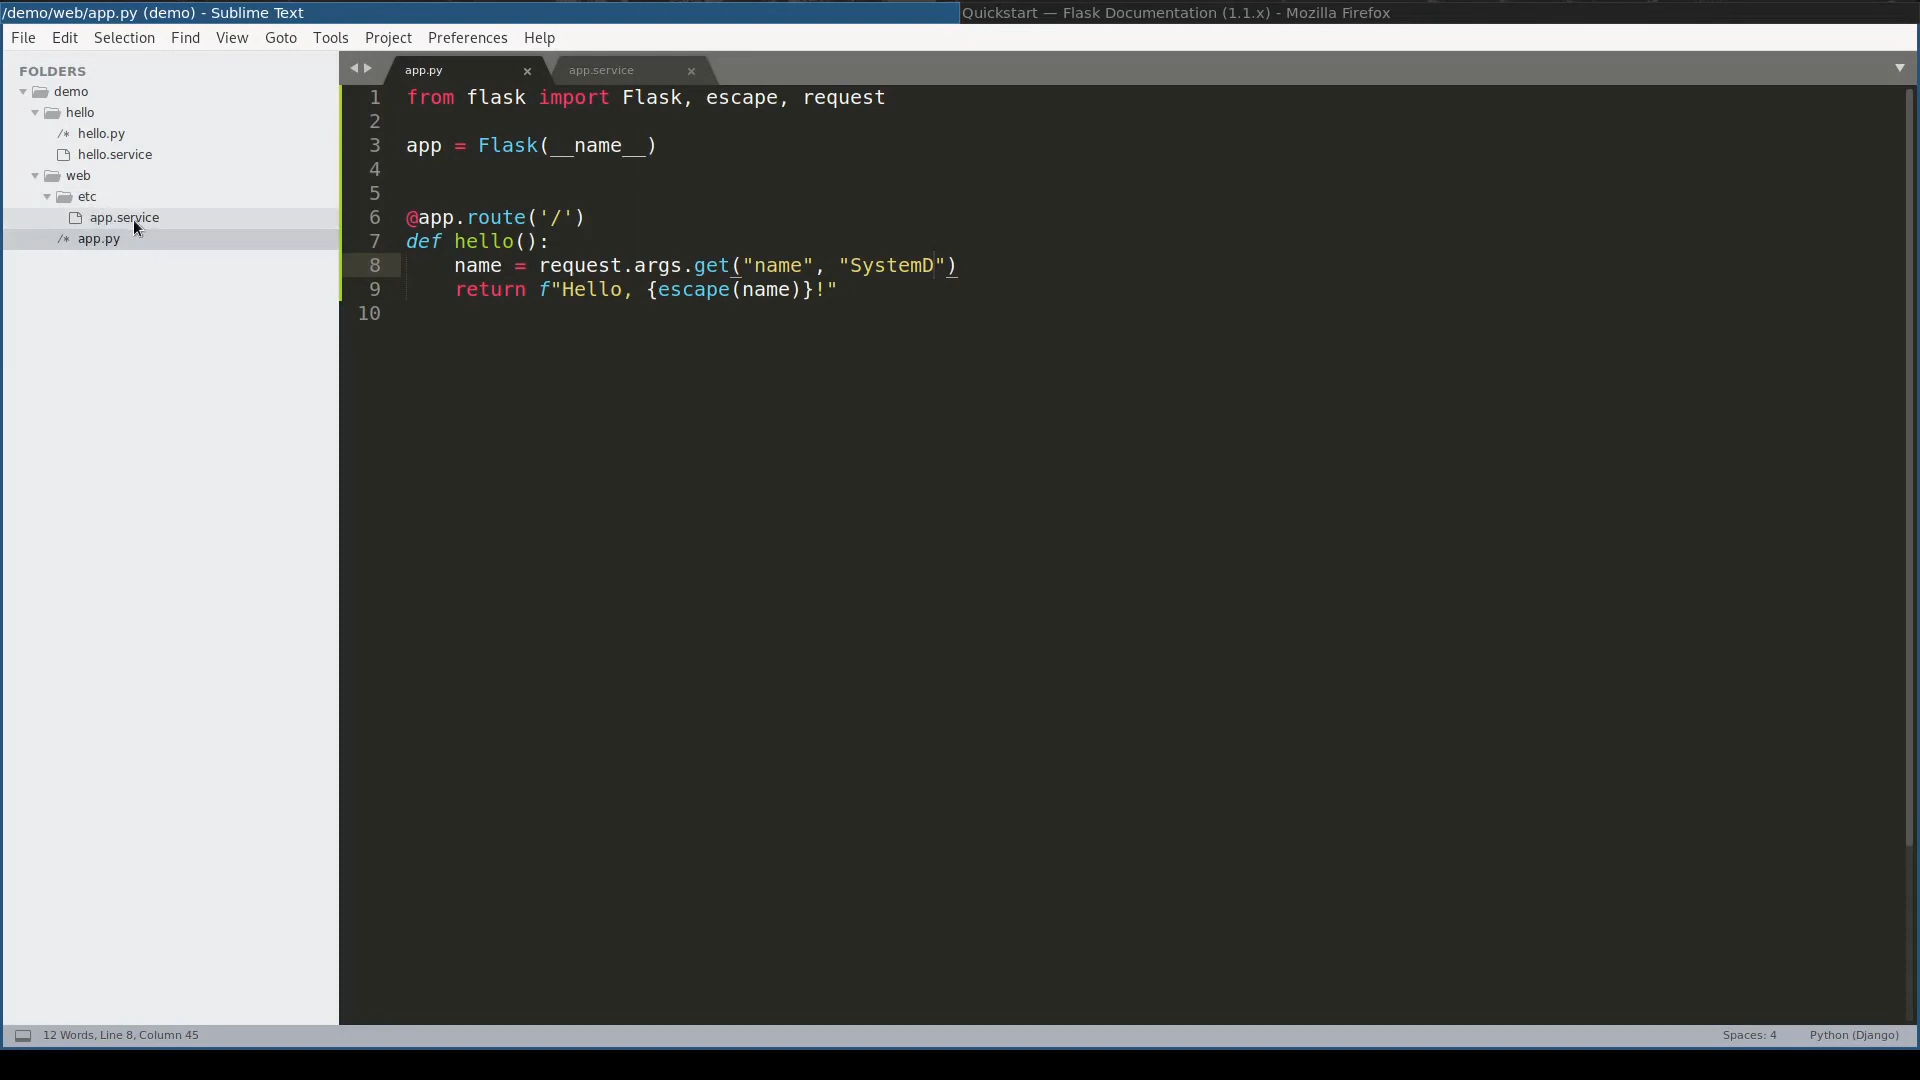 /demo/web/app.py (demo) - Sublime Text
Quickstart — Flask Documentation (1.1.x) - Mozilla Firefox
File Edit Selection Find View Goto Tools Project Preferences Help
FOLDERS
demo
hello
/* hello.py
hello.service
web
etc
app.service
/* app.py
app.py × app.service ×
1 from flask import Flask, escape, request
2
3 app = Flask(__name__)
4
5
6 @app.route('/')
7 def hello():
8 name = request.args.get("name", "SystemD")
9 return f"Hello, {escape(name)}!"
10
12 Words, Line 8, Column 45
Spaces: 4 Python (Django)